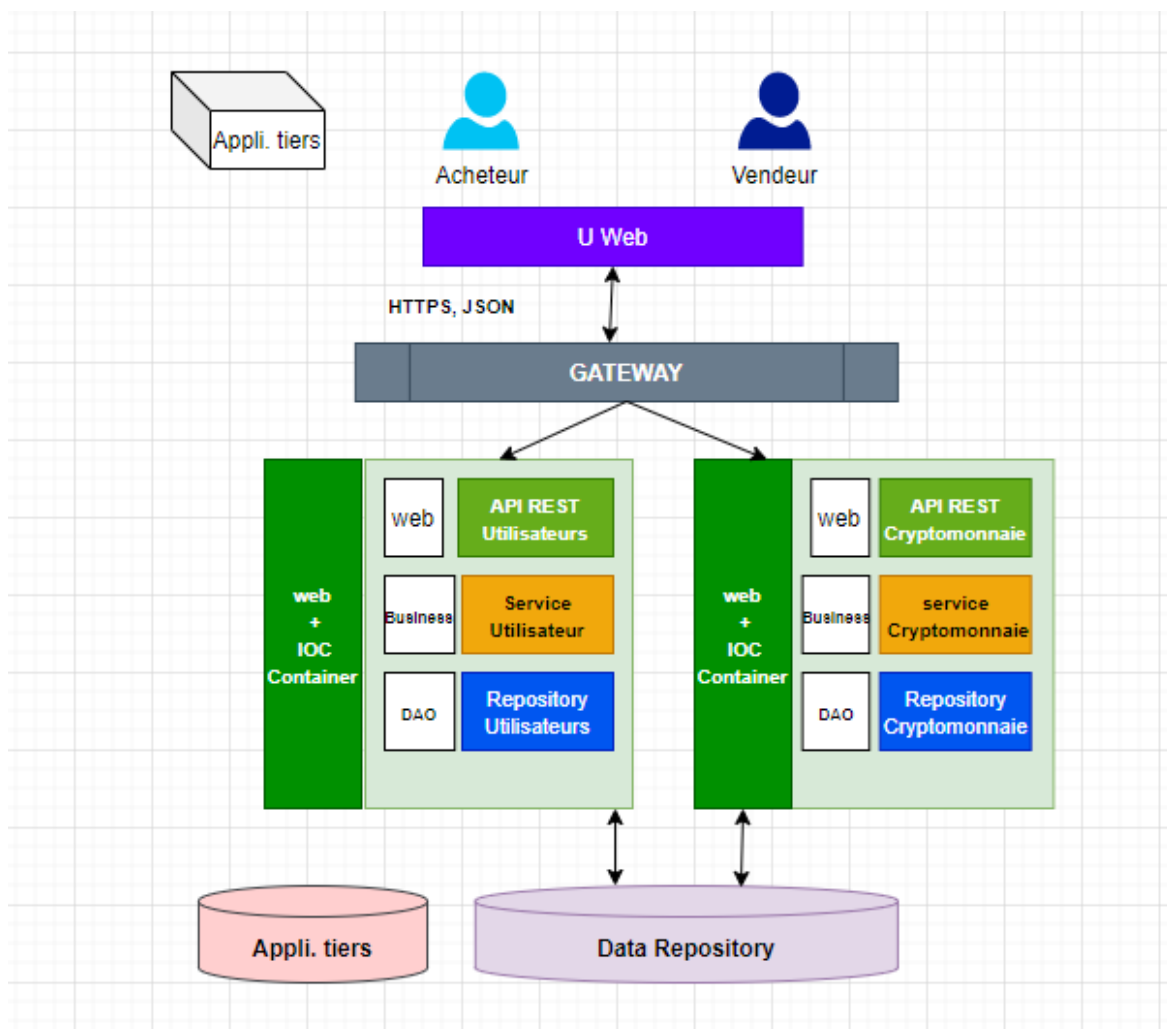 Appli. tiers
Acheteur
Vendeur
U Web
HTTPS, JSON
GATEWAY
web
+
IOC
Container
web
API REST
Utilisateurs
Business
Service
Utilisateur
DAO
Repository
Utilisateurs
web
+
IOC
Container
web
API REST
Cryptomonnaie
Business
service
Cryptomonnaie
DAO
Repository
Cryptomonnaie
Appli. tiers
Data Repository